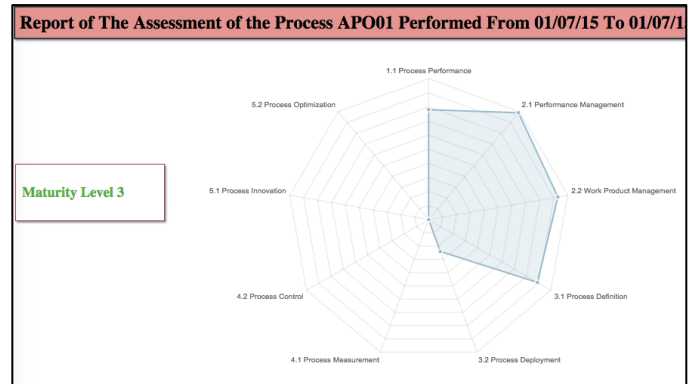 Report of The Assessment of the Process APO01 Performed From 01/07/15 To 01/07/1
1.1 Process Performance
5.2 Process Optimization
2.1 Performance Management
Maturity Level 3
5.1 Process Innovation
2.2 Work Product Management
4.2 Process Control
3.1 Process Definition
4.1 Process Measurement
3.2 Process Deployment